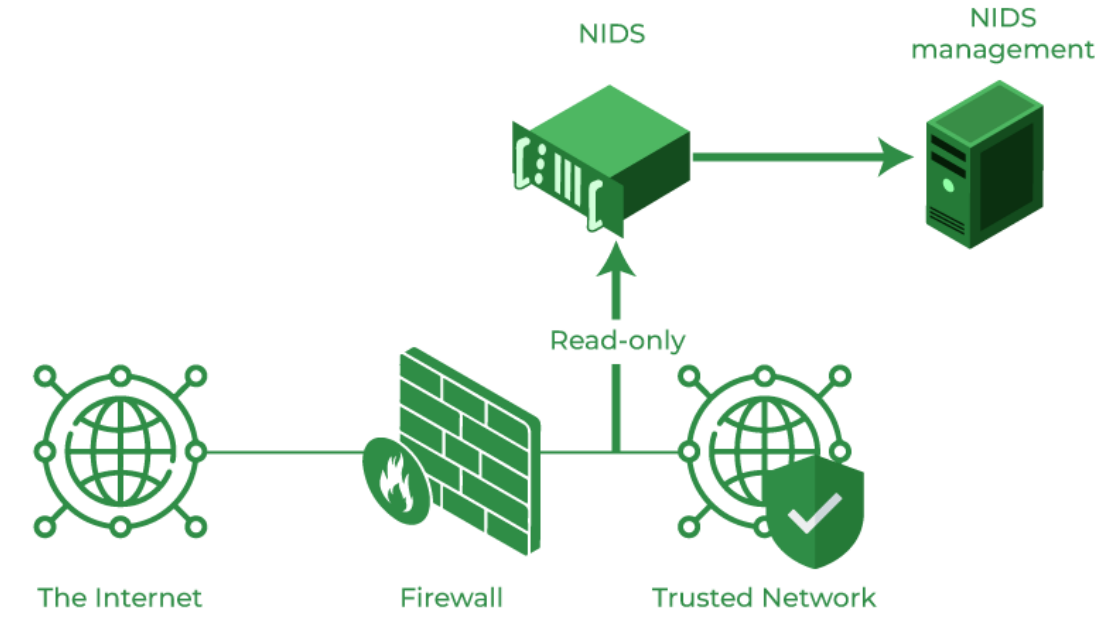 NIDS
NIDS
management
Read-only
The Internet
Firewall
Trusted Network